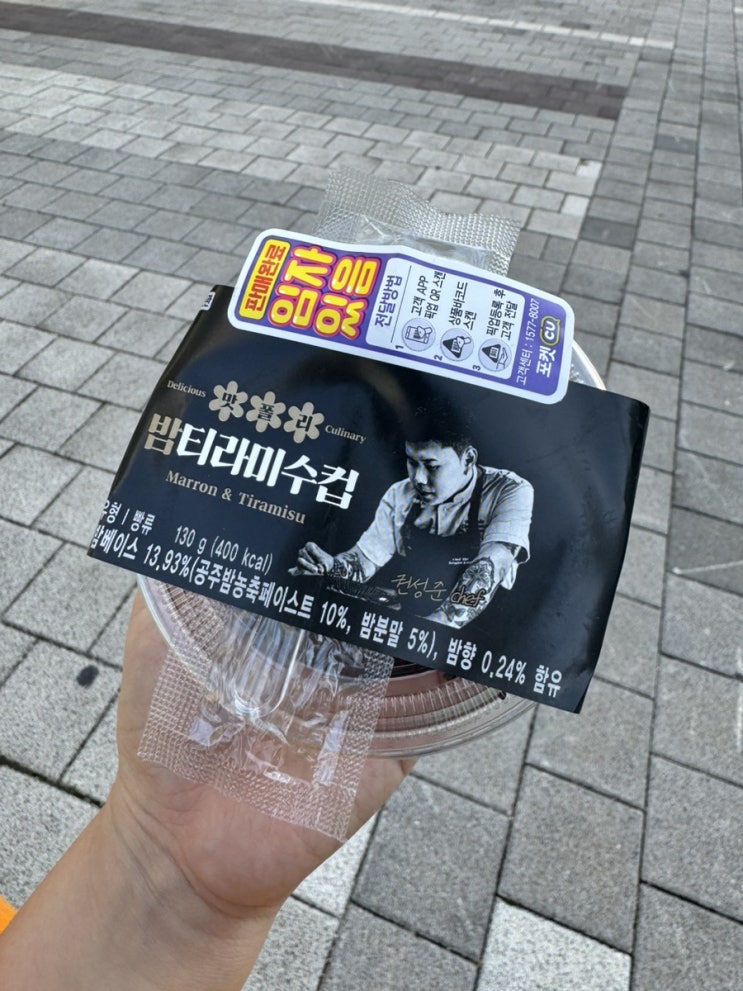 판매완료
임자
있음
전달방법
1
고객 APP
픽업 QR 스캔
2
상품바코드
스캔
3
픽업등록 후
고객 전달
고객센터 : 1577-8007
포켓 CU
Delicious
맛폴리
Culinary
밤티라미수컵
Marron & Tiramisu
유형 | 빵류 130 g (400 kcal)
밤베이스 13.93%(공주밤농축페이스트 10%, 밤분말 5%), 밤향 0.24% 함유
권성준 chef